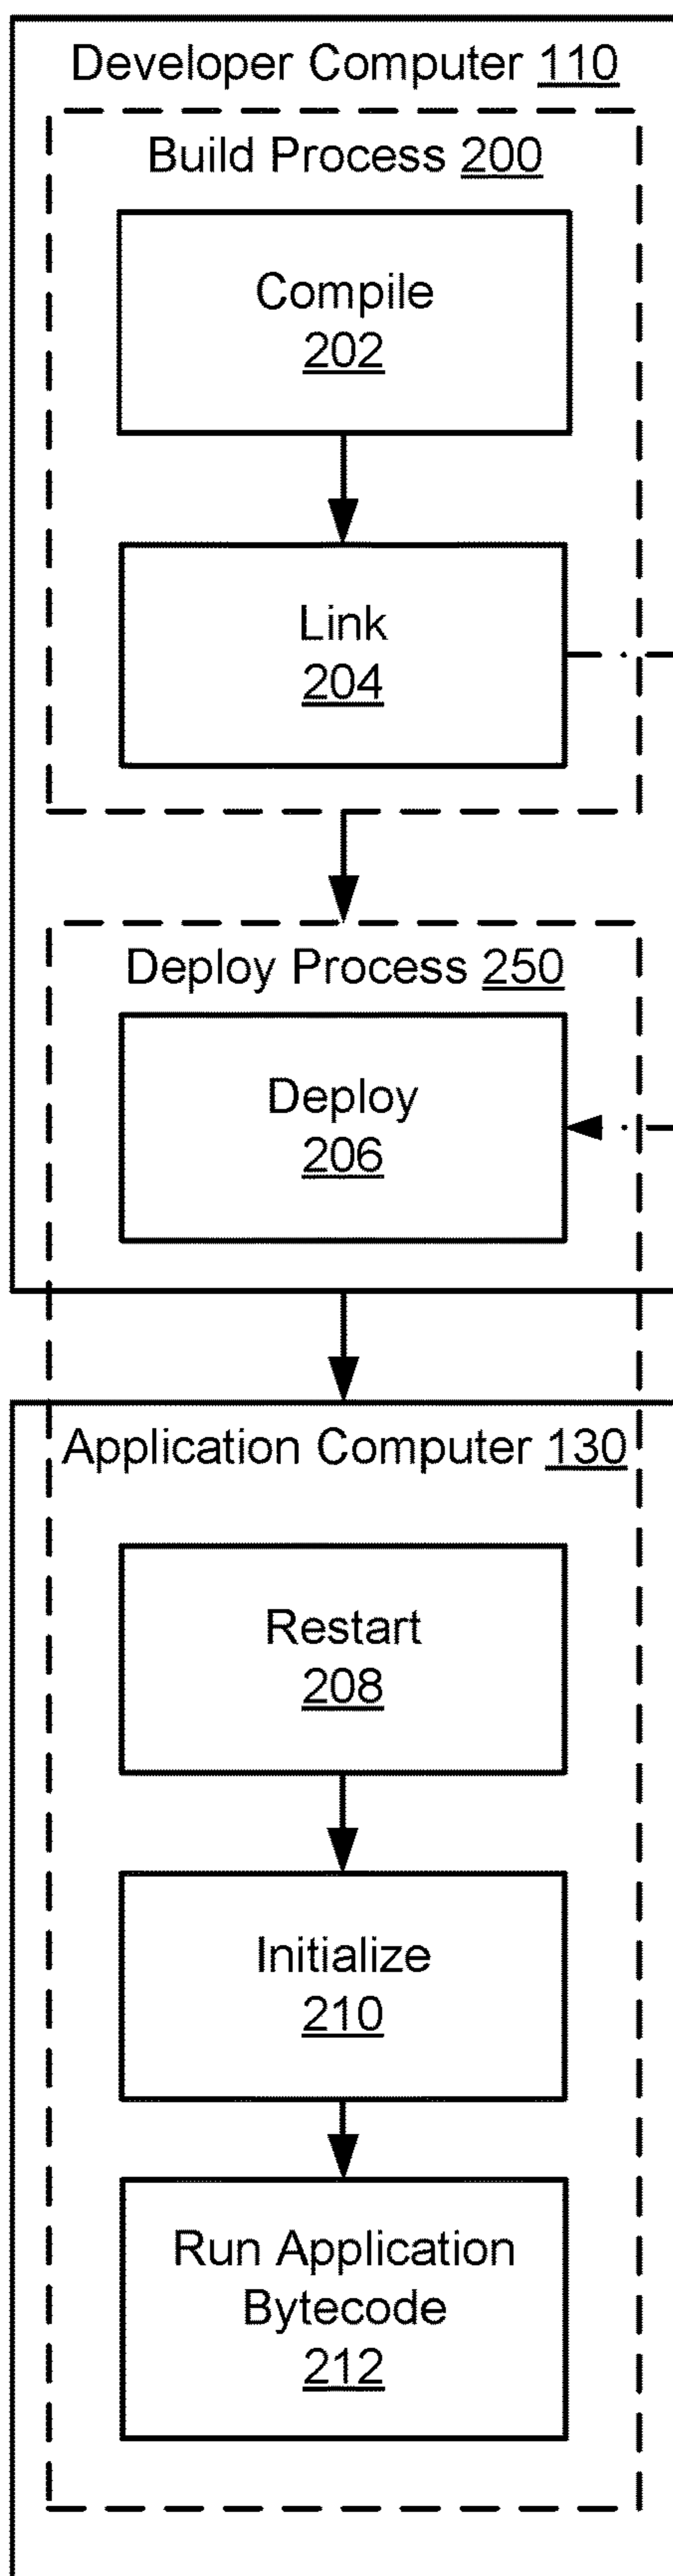 Developer Computer 110
Build Process 200
Compile
202
Link
204
Deploy Process 250
Deploy
206
Application Computer 130
Restart
208
Initialize
210
Run Application
Bytecode
212